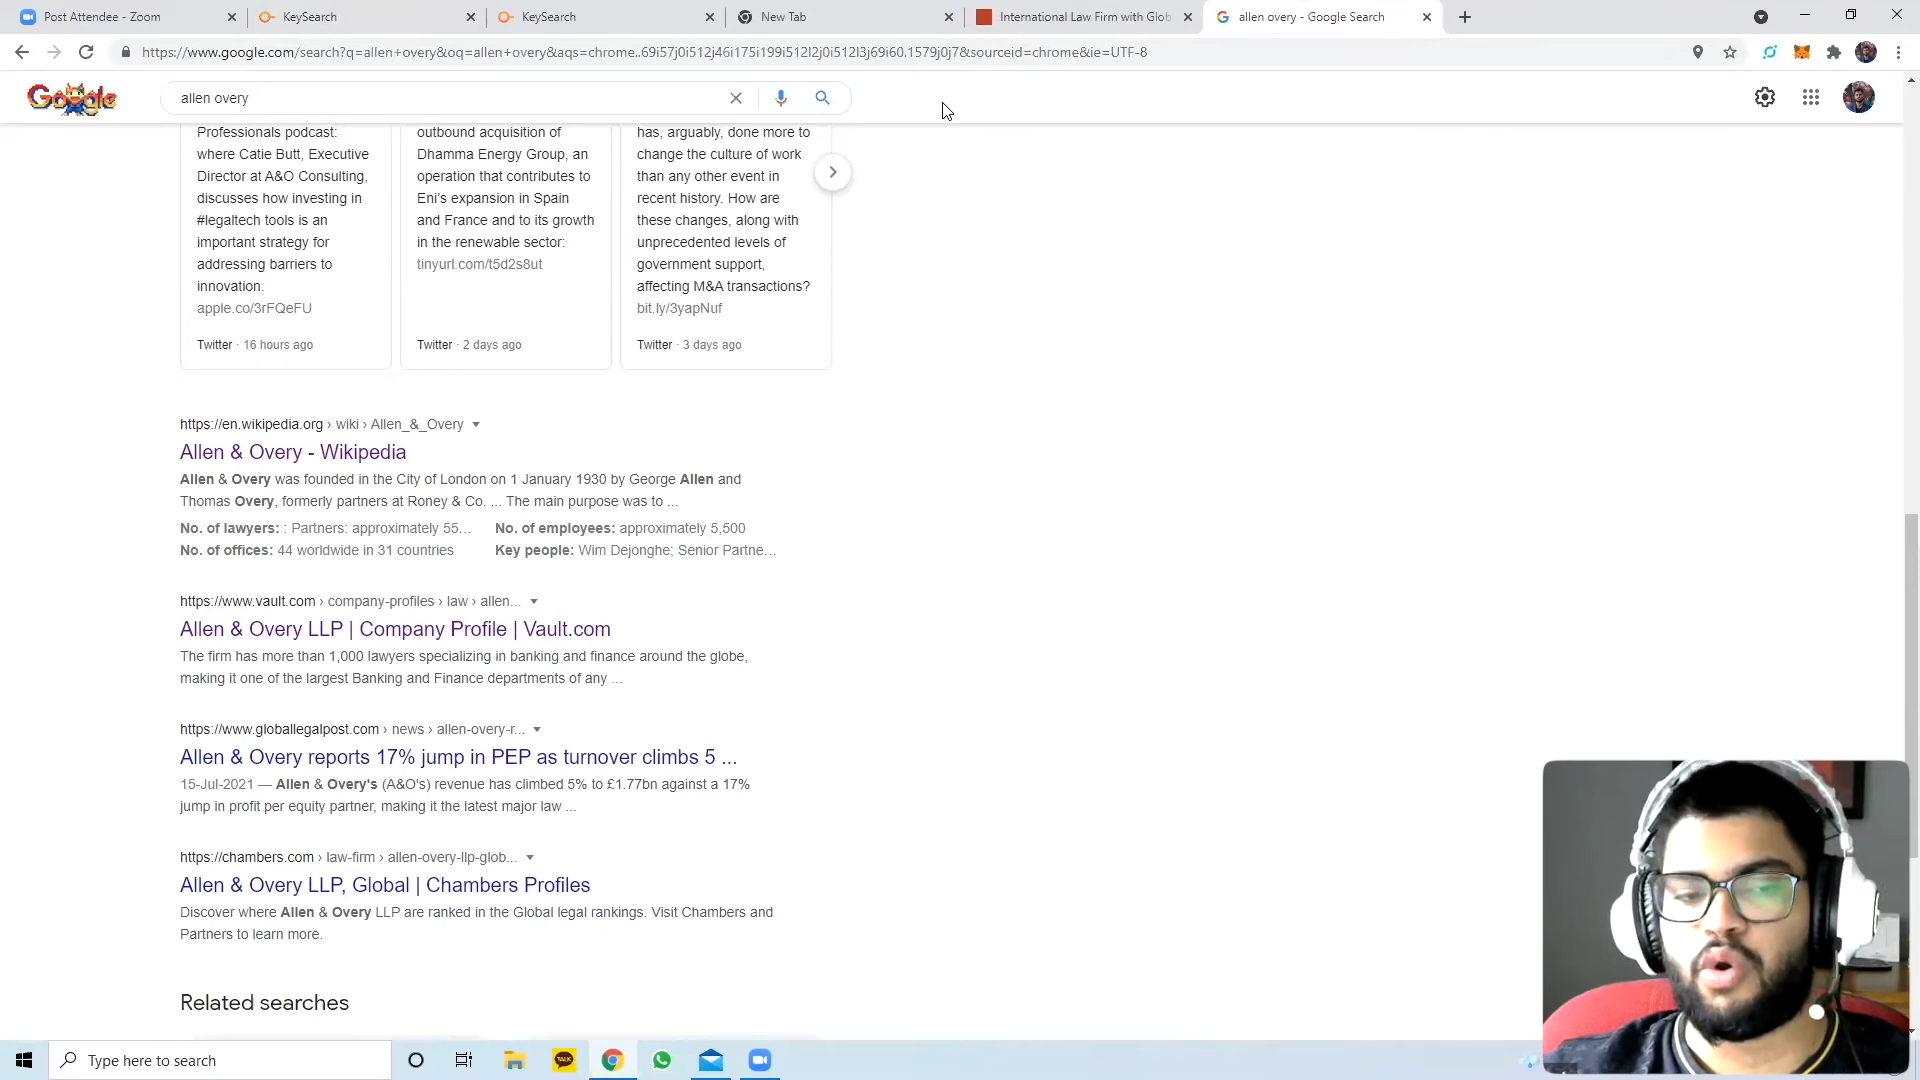 Post Attendee - Zoom
KeySearch
KeySearch
New Tab
International Law Firm with Glob
allen overy - Google Search
https://www.google.com/search?q=allen+overy&oq=allen+overy&aqs=chrome..69i57j0i512j46i175i199i512l2j0i512l3j69i60.1579j0j7&sourceid=chrome&ie=UTF-8
Google
allen overy
Professionals podcast:
where Catie Butt, Executive
Director at A&O Consulting,
discusses how investing in
#legaltech tools is an
important strategy for
addressing barriers to
innovation.
apple.co/3rFQeFU
Twitter · 16 hours ago
outbound acquisition of
Dhamma Energy Group, an
operation that contributes to
Eni’s expansion in Spain
and France and to its growth
in the renewable sector:
tinyurl.com/t5d2s8ut
Twitter · 2 days ago
has, arguably, done more to
change the culture of work
than any other event in
recent history. How are
these changes, along with
unprecedented levels of
government support,
affecting M&A transactions?
bit.ly/3yapNuf
Twitter · 3 days ago
https://en.wikipedia.org › wiki › Allen_&_Overy
Allen & Overy - Wikipedia
Allen & Overy was founded in the City of London on 1 January 1930 by George Allen and
Thomas Overy, formerly partners at Roney & Co. ... The main purpose was to ...
No. of lawyers: : Partners: approximately 55... No. of employees: approximately 5,500
No. of offices: 44 worldwide in 31 countries Key people: Wim Dejonghe; Senior Partne...
https://www.vault.com › company-profiles › law › allen...
Allen & Overy LLP | Company Profile | Vault.com
The firm has more than 1,000 lawyers specializing in banking and finance around the globe,
making it one of the largest Banking and Finance departments of any ...
https://www.globallegalpost.com › news › allen-overy-r...
Allen & Overy reports 17% jump in PEP as turnover climbs 5 ...
15-Jul-2021 — Allen & Overy's (A&O's) revenue has climbed 5% to £1.77bn against a 17%
jump in profit per equity partner, making it the latest major law ...
https://chambers.com › law-firm › allen-overy-llp-glob...
Allen & Overy LLP, Global | Chambers Profiles
Discover where Allen & Overy LLP are ranked in the Global legal rankings. Visit Chambers and
Partners to learn more.
Related searches
Type here to search
TALK